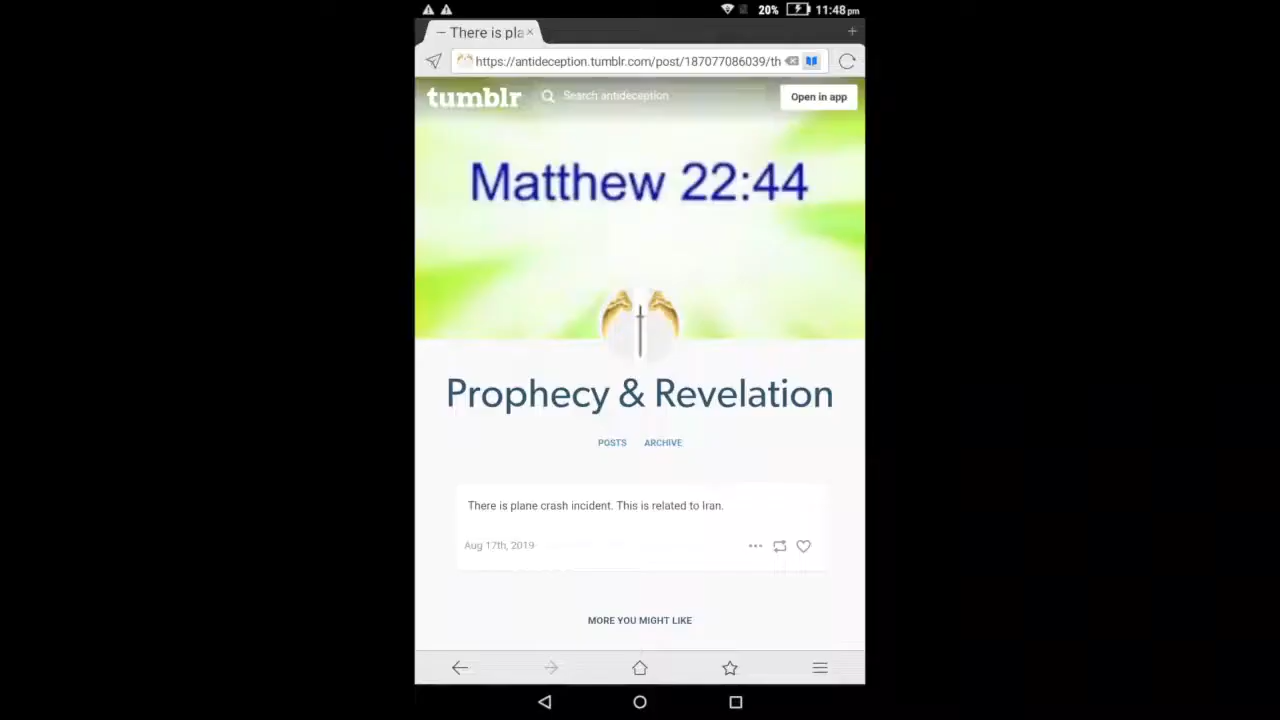 20% 11:48 pm
– There is pla
https://antideception.tumblr.com/post/187077086039/th
tumblr Search antideception Open in app
Matthew 22:44
Prophecy & Revelation
POSTS ARCHIVE
There is plane crash incident. This is related to Iran.
Aug 17th, 2019
MORE YOU MIGHT LIKE